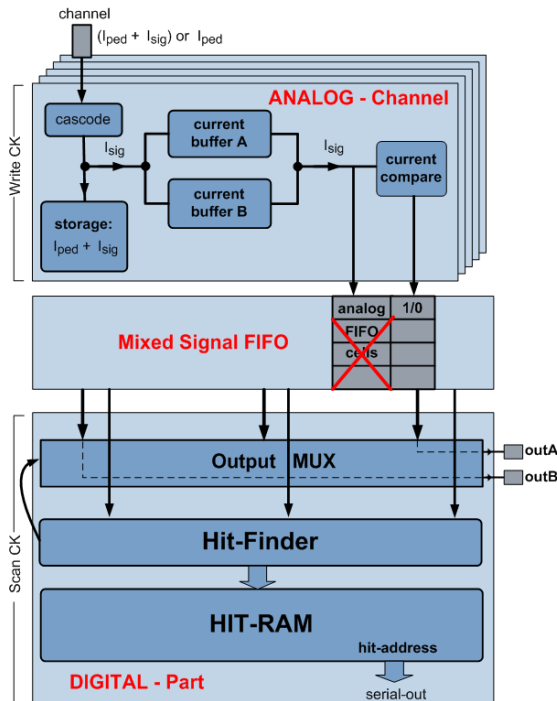 channel
(Iped + Isig) or Iped
ANALOG - Channel
Write CK
cascode
current
buffer A
Isig
Isig
current
compare
current
buffer B
storage:
Iped + Isig
Mixed Signal FIFO
analog 1/0
FIFO
cells
Output MUX
outA
outB
Scan CK
Hit-Finder
HIT-RAM
hit-address
DIGITAL - Part
serial-out